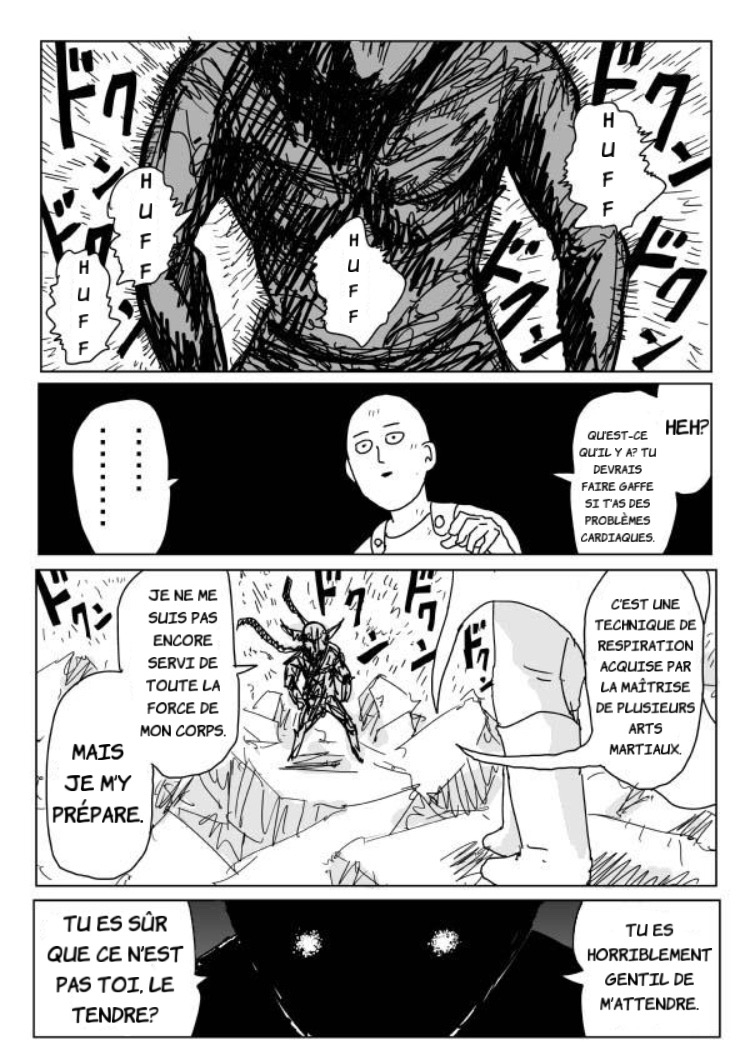 ドクン
ドクン
H
U
F
F
H
U
F
F
H
U
F
F
H
U
F
F
ドクン
ドクン
HEH?
QU'EST-CE
QU'IL Y A? TU
DEVRAIS
FAIRE GAFFE
SI T'AS DES
PROBLÈMES
CARDIAQUES.
C'EST UNE
TECHNIQUE DE
RESPIRATION
ACQUISE PAR
LA MAÎTRISE
DE PLUSIEURS
ARTS
MARTIAUX.
ドクン
ドクン
ドクン
JE NE ME
SUIS PAS
ENCORE
SERVI DE
TOUTE LA
FORCE DE
MON CORPS.
MAIS
JE M'Y
PRÉPARE.
TU ES
HORRIBLEMENT
GENTIL DE
M'ATTENDRE.
TU ES SÛR
QUE CE N'EST
PAS TOI, LE
TENDRE?